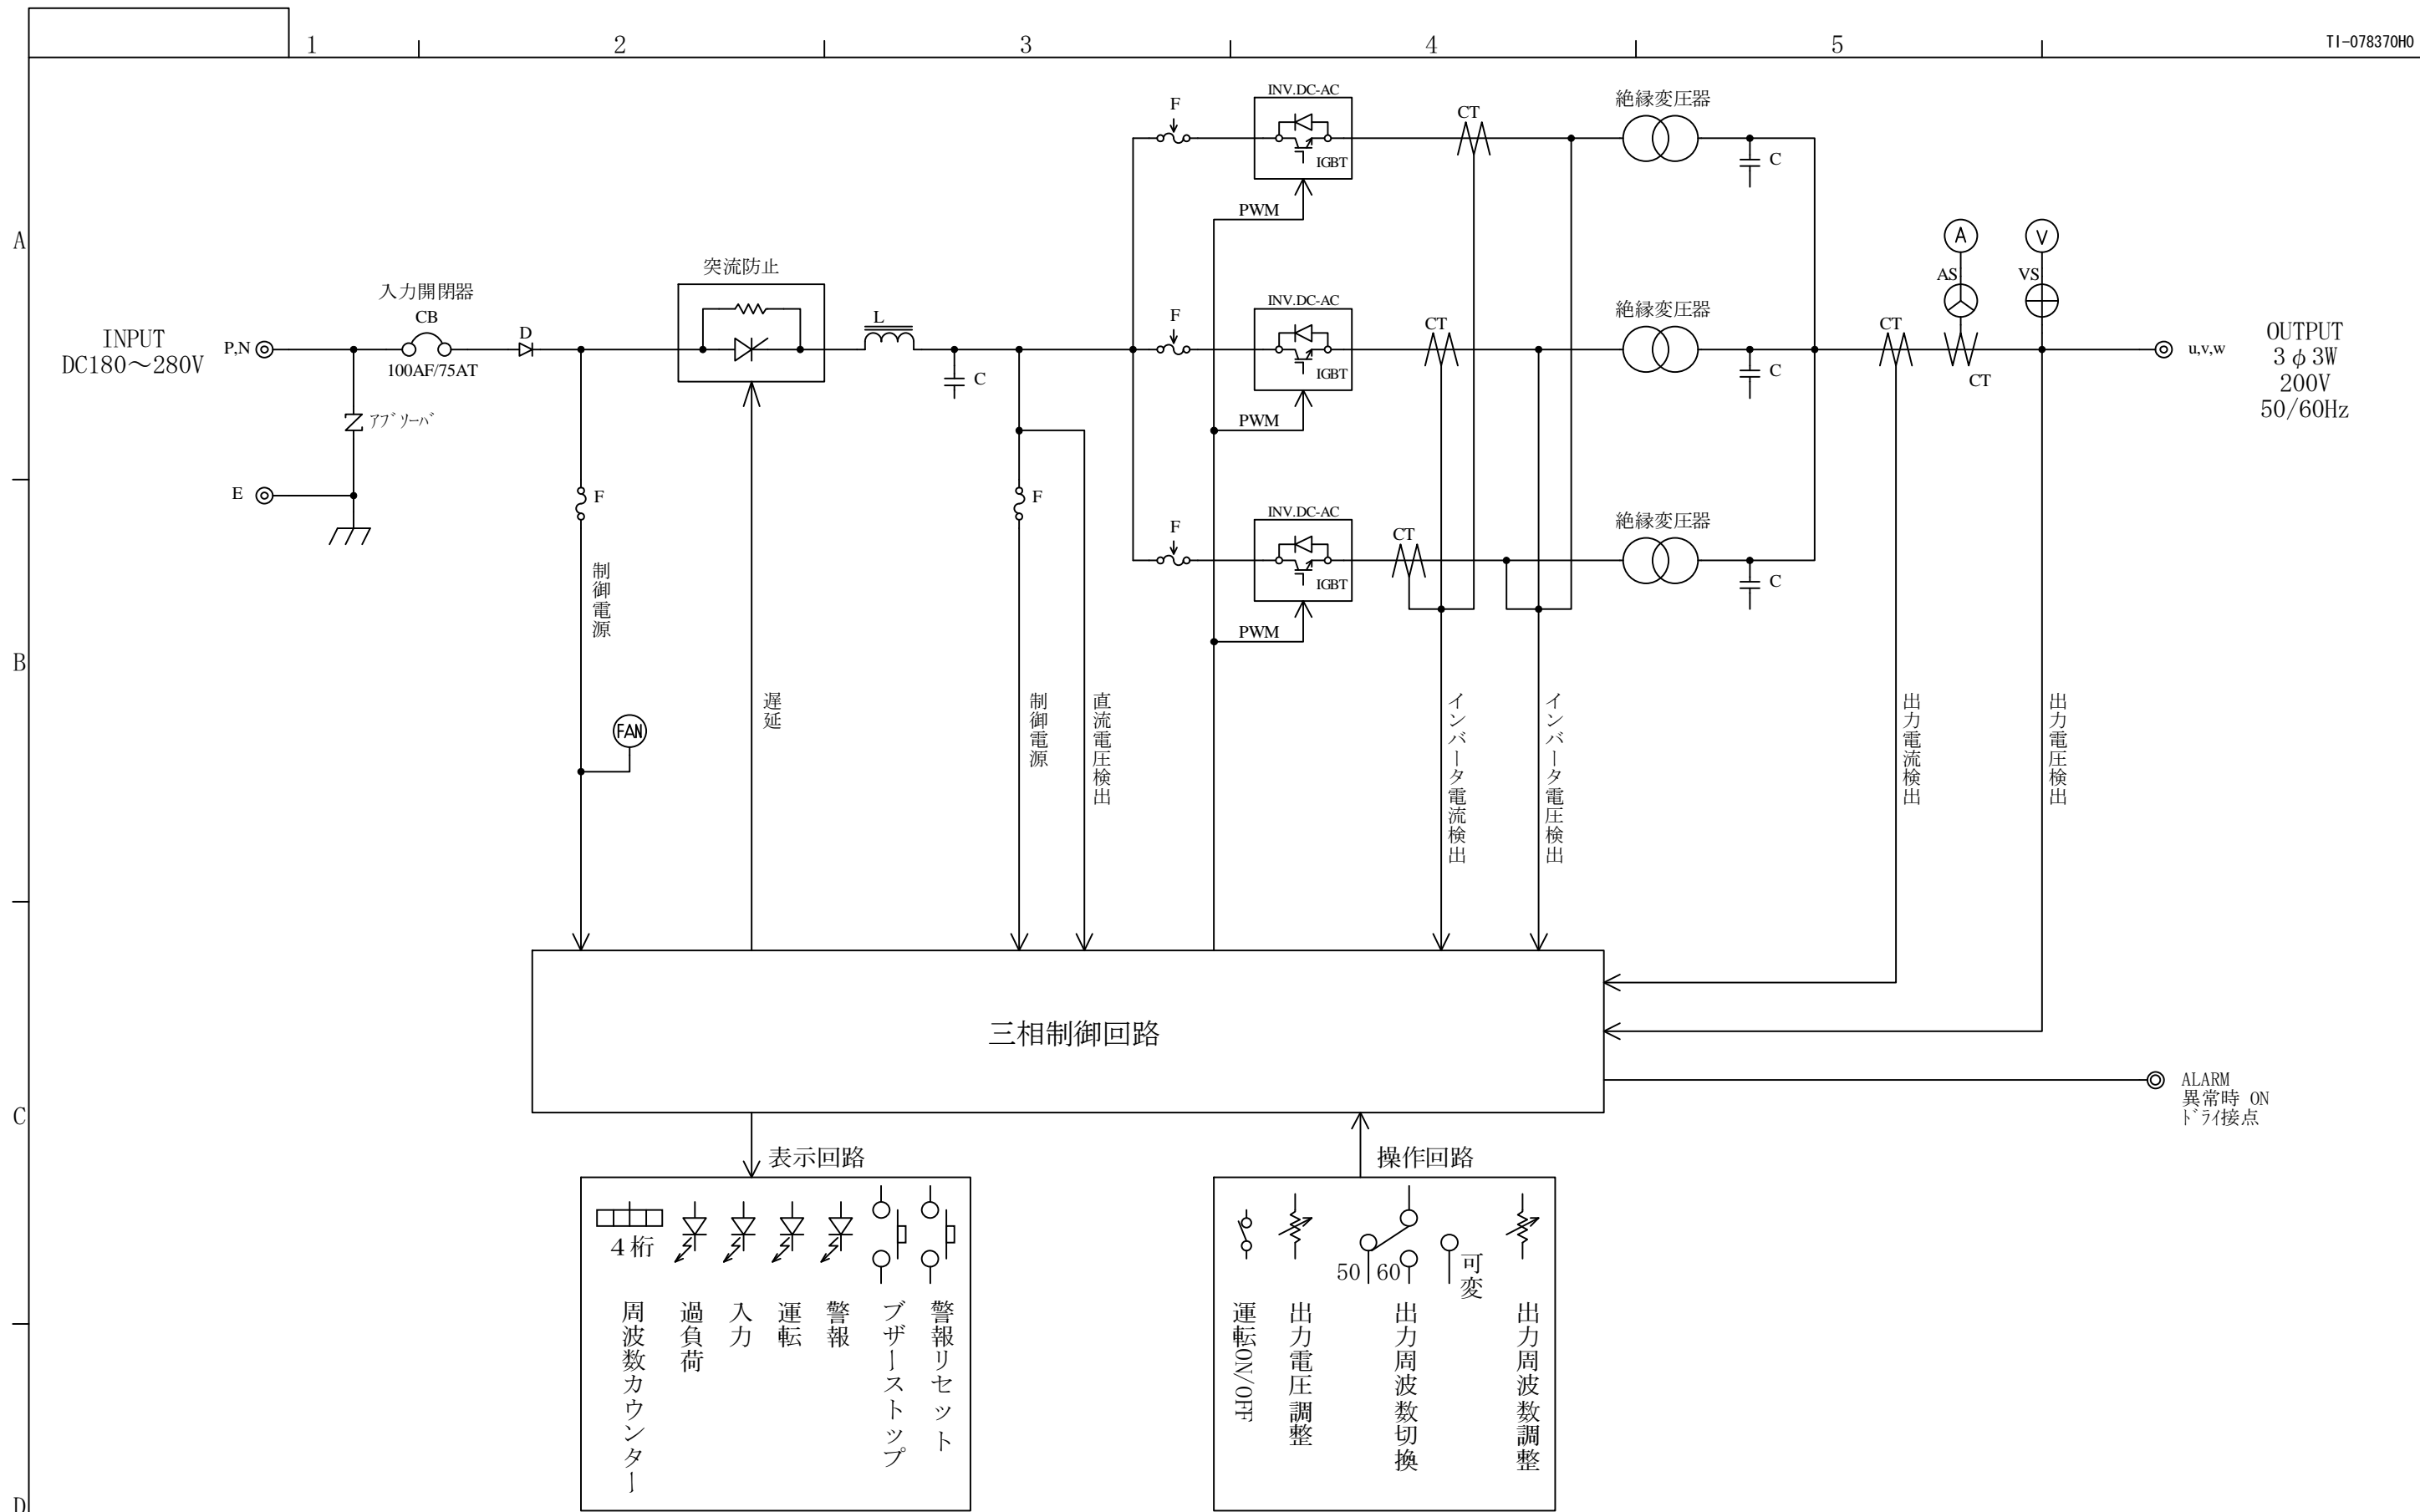 1
2
3
4
5
TI-078370H0
A
B
C
D
INPUT
DC180～280V
P,N
E
アブソーバ
入力開閉器
CB
100AF/75AT
D
F
制御電源
FAN
突流防止
遅延
L
C
F
制御電源
直流電圧検出
F
INV.DC-AC
IGBT
PWM
CT
絶縁変圧器
C
F
INV.DC-AC
IGBT
PWM
CT
絶縁変圧器
C
F
INV.DC-AC
IGBT
PWM
CT
絶縁変圧器
C
インバータ電流検出
インバータ電圧検出
A
AS
V
VS
CT
CT
出力電流検出
出力電圧検出
u,v,w
OUTPUT
3φ3W
200V
50/60Hz
三相制御回路
ALARM
異常時 ON
ドライ接点
表示回路
4桁
周波数カウンター
過負荷
入力
運転
警報
ブザーストップ
警報リセット
操作回路
50
60
可変
運転ON/OFF
出力電圧調整
出力周波数切換
出力周波数調整